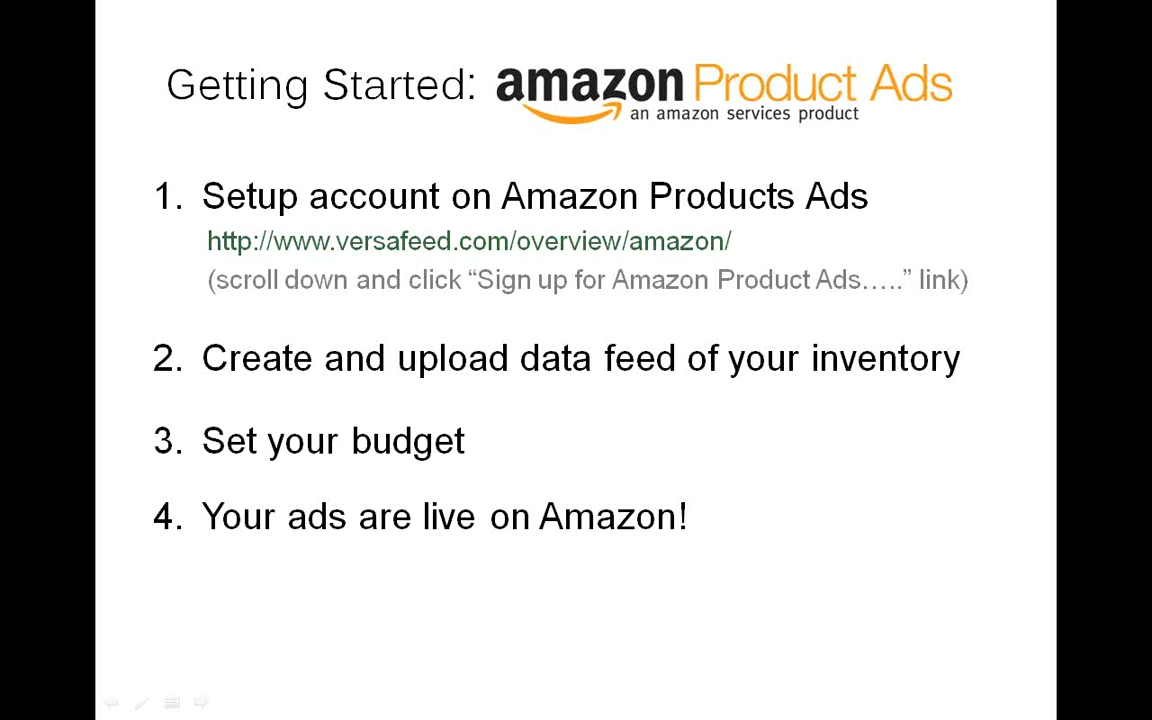 Getting Started: amazon Product Ads
an amazon services product
1. Setup account on Amazon Products Ads
http://www.versafeed.com/overview/amazon/
(scroll down and click “Sign up for Amazon Product Ads…..” link)
2. Create and upload data feed of your inventory
3. Set your budget
4. Your ads are live on Amazon!